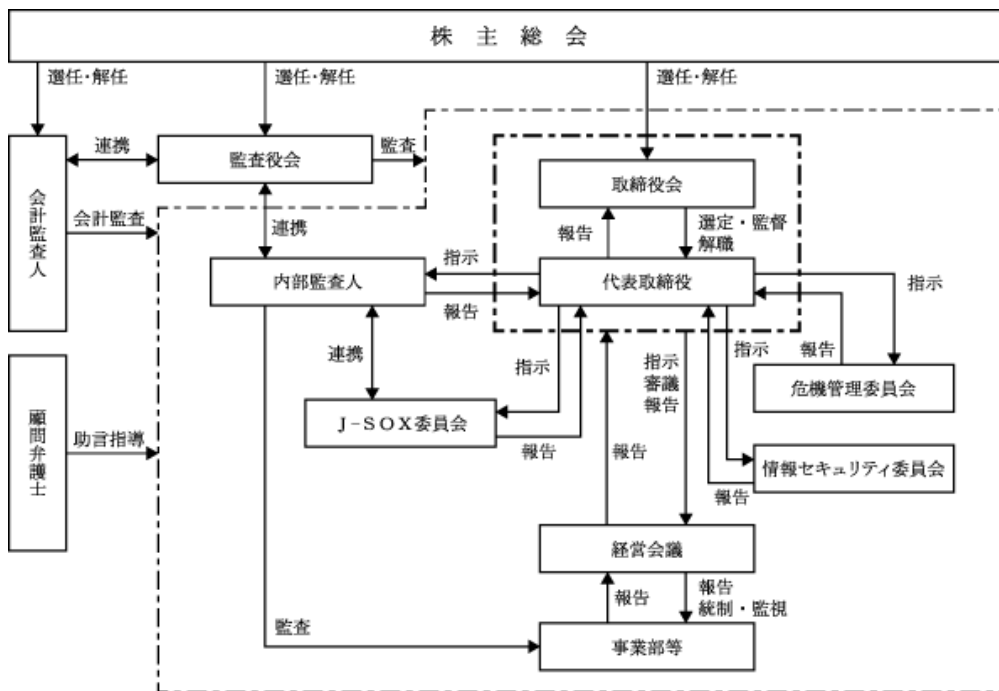 株主総会
選任・解任
選任・解任
選任・解任
連携
監査役会
監査
取締役会
会計監査人
会計監査
連携
報告
選定・監督
解職
指示
内部監査人
代表取締役
報告
指示
連携
指示
指示
審議
報告
指示
報告
危機管理委員会
顧問弁護士
助言指導
J-SOX委員会
報告
報告
情報セキュリティ委員会
報告
経営会議
報告
報告
統制・監視
監査
事業部等